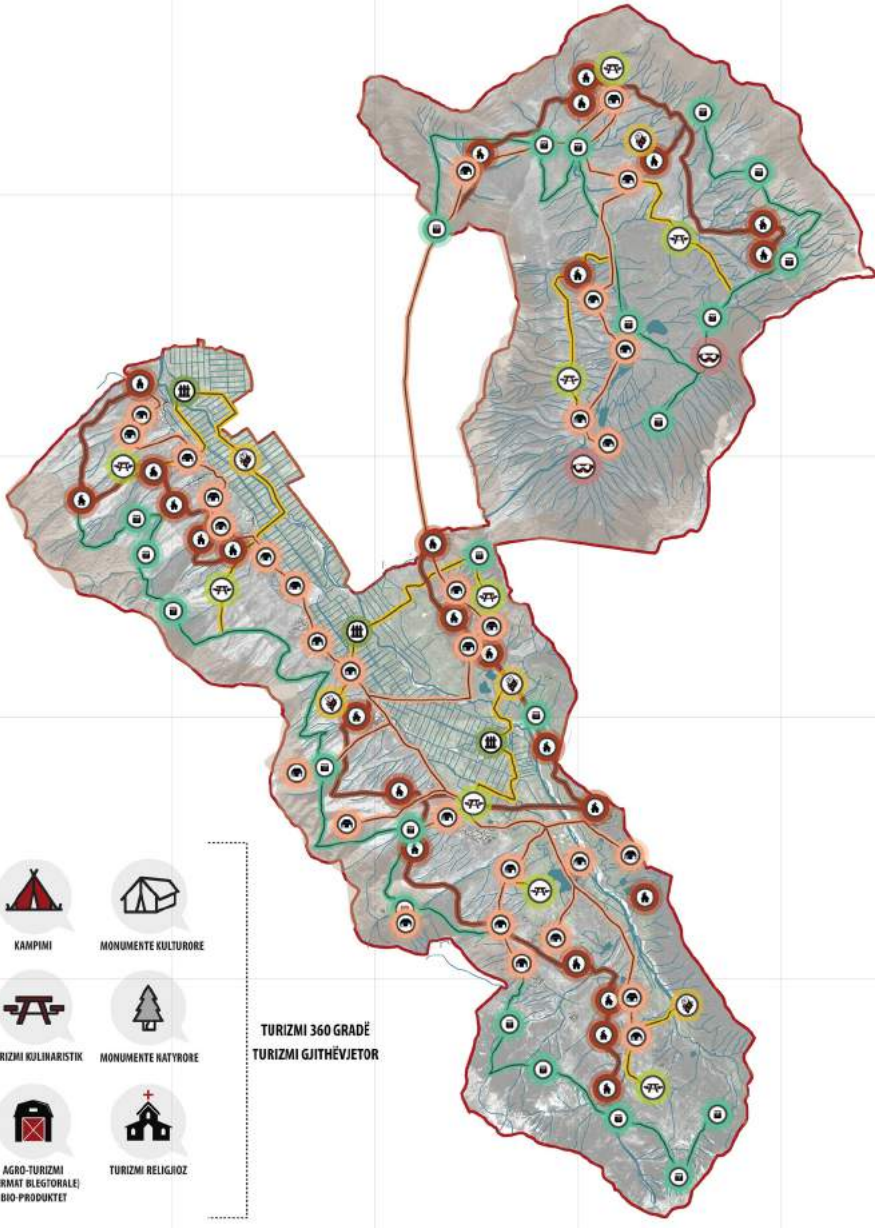 KAMPIMI
MONUMENTE KULTURORE
RIZMI KULINARISTIK
MONUMENTE NATYRORE
TURIZMI 360 GRADË
TURIZMI GJITHËVJETOR
AGRO-TURIZMI
RMAT BLEGTORALE)
BIO-PRODUKTET
TURIZMI RELIGJIOZ